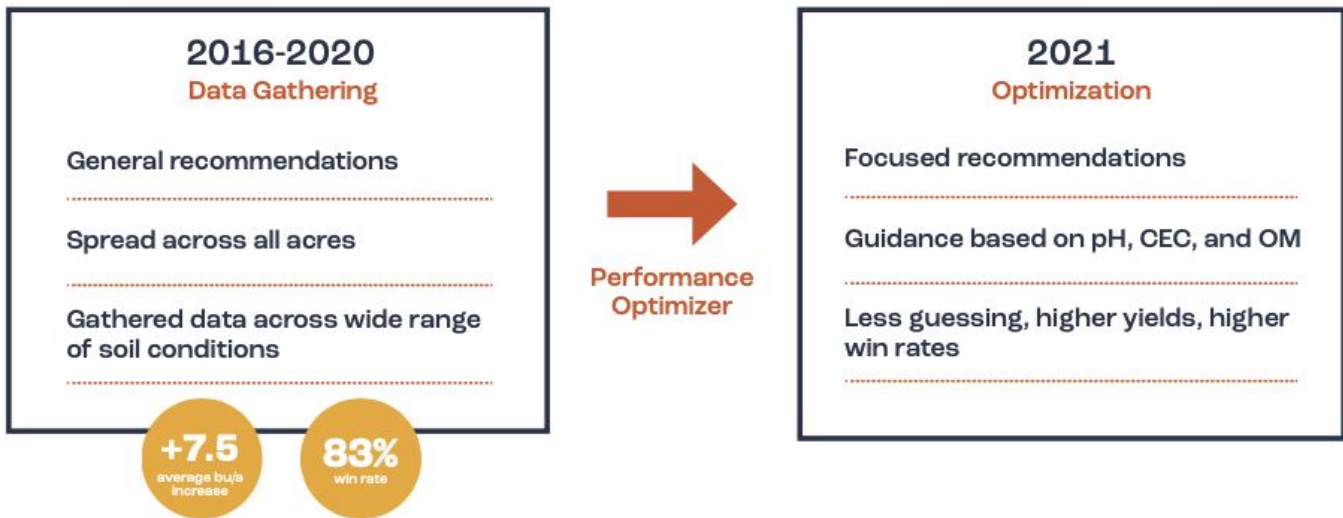 2016-2020
Data Gathering
General recommendations
Spread across all acres
Gathered data across wide range
of soil conditions
+7.5
average bu/a
increase
83%
win rate
Performance
Optimizer
2021
Optimization
Focused recommendations
Guidance based on pH, CEC, and OM
Less guessing, higher yields, higher
win rates